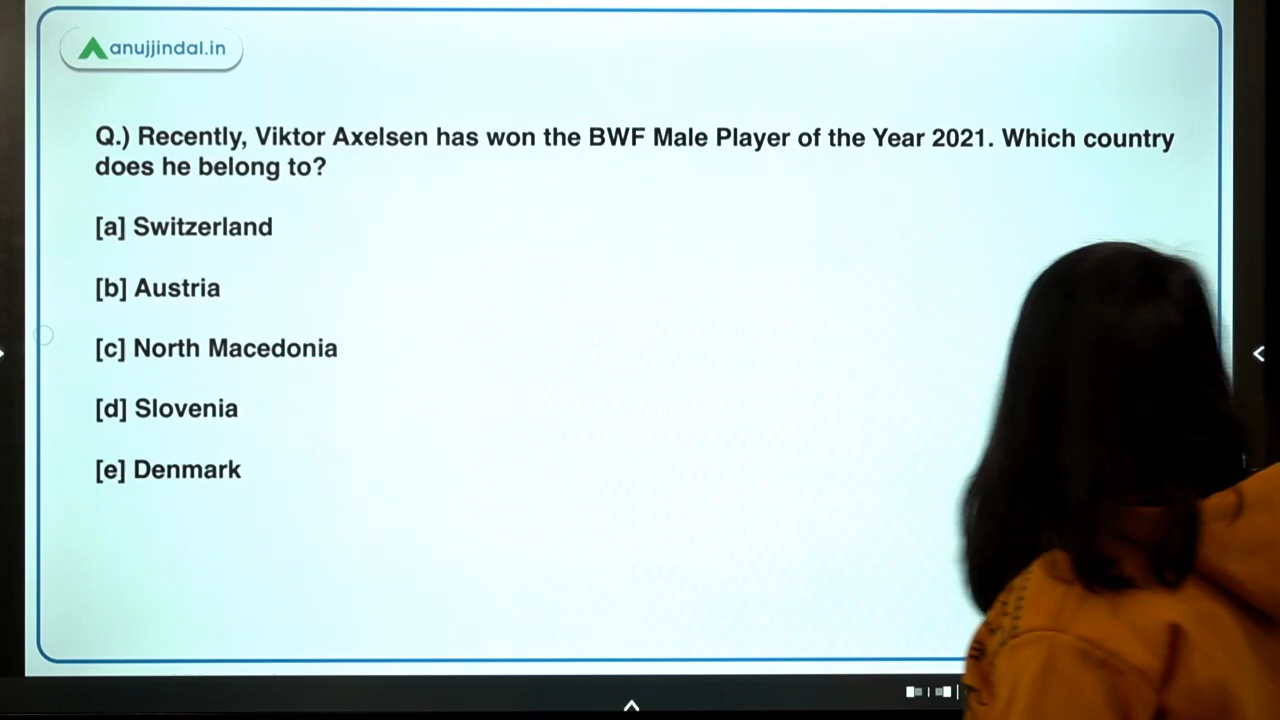 anujjindal.in
Q.) Recently, Viktor Axelsen has won the BWF Male Player of the Year 2021. Which country
does he belong to?
[a] Switzerland
[b] Austria
[c] North Macedonia
[d] Slovenia
[e] Denmark